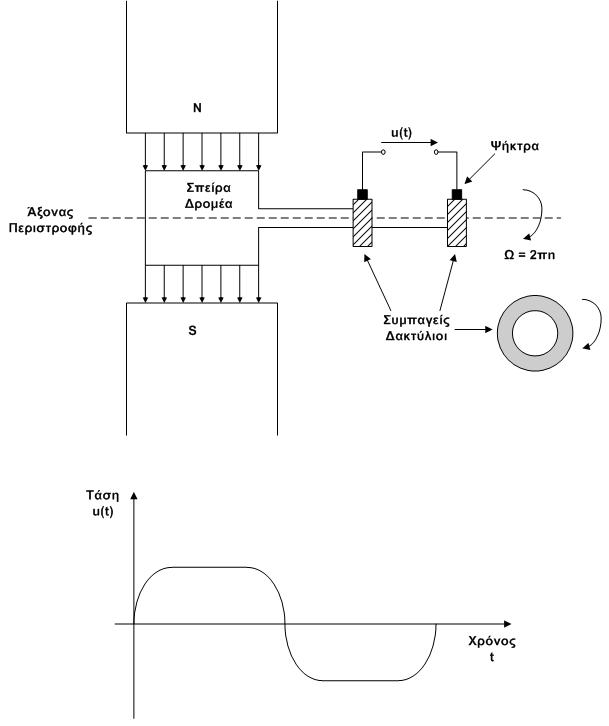 N
u(t)
Ψήκτρα
Σπείρα
Δρομέα
Άξονας
Περιστροφής
Ω = 2πn
Συμπαγείς
Δακτύλιοι
S
Τάση
u(t)
Χρόνος
t